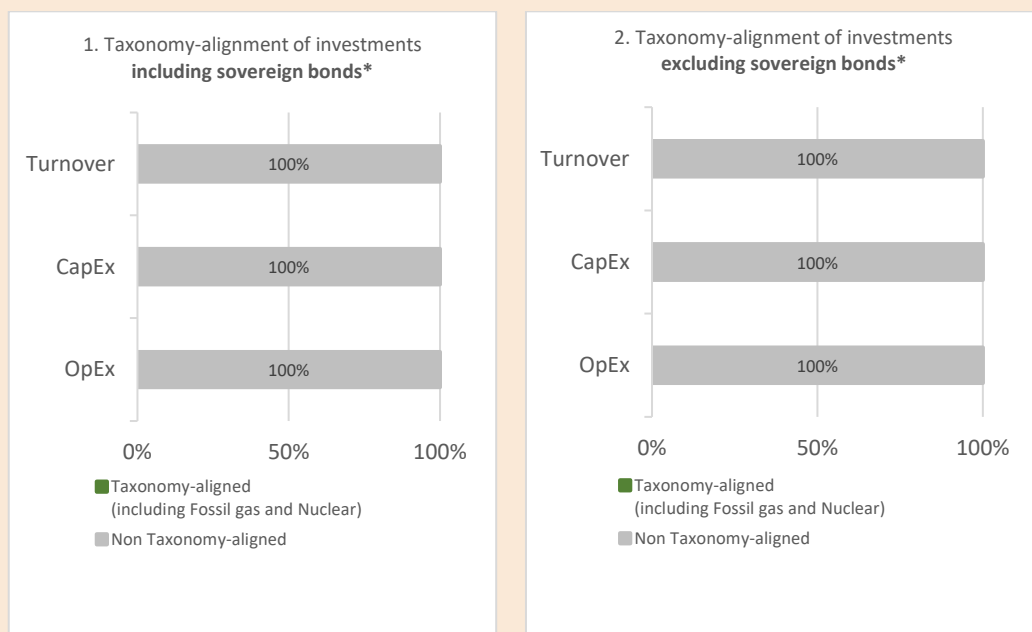 1. Taxonomy-alignment of investments
including sovereign bonds*
Turnover
100%
CapEx
100%
OpEx
100%
0%
50%
100%
Taxonomy-aligned
(including Fossil gas and Nuclear)
Non Taxonomy-aligned
2. Taxonomy-alignment of investments
excluding sovereign bonds*
Turnover
100%
CapEx
100%
OpEx
100%
0%
50%
100%
Taxonomy-aligned
(including Fossil gas and Nuclear)
Non Taxonomy-aligned